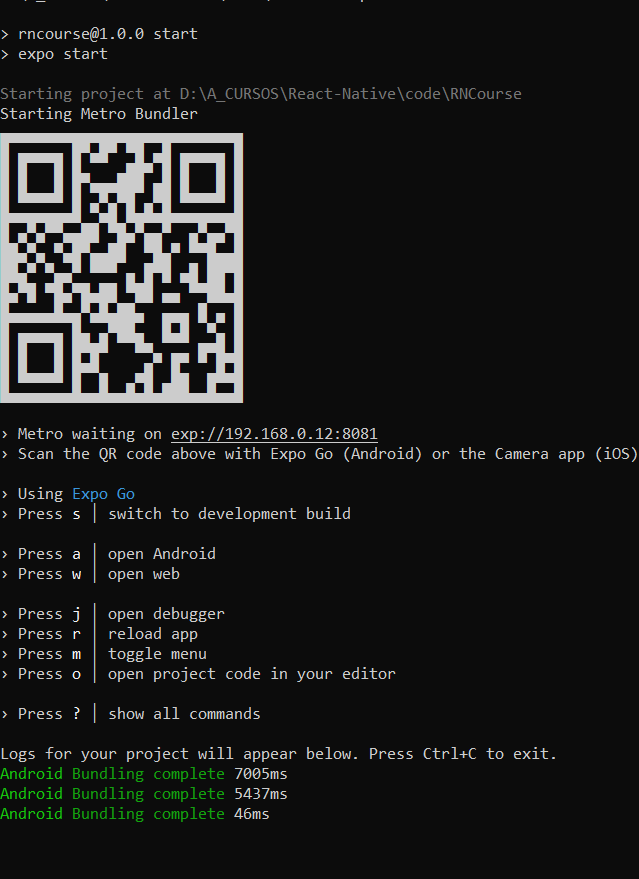 > rncourse@1.0.0 start
> expo start
Starting project at D:\A_CURSOS\React-Native\code\RNCourse
Starting Metro Bundler
› Metro waiting on exp://192.168.0.12:8081
› Scan the QR code above with Expo Go (Android) or the Camera app (iOS)
› Using Expo Go
› Press s │ switch to development build
› Press a │ open Android
› Press w │ open web
› Press j │ open debugger
› Press r │ reload app
› Press m │ toggle menu
› Press o │ open project code in your editor
› Press ? │ show all commands
Logs for your project will appear below. Press Ctrl+C to exit.
Android Bundling complete 7005ms
Android Bundling complete 5437ms
Android Bundling complete 46ms